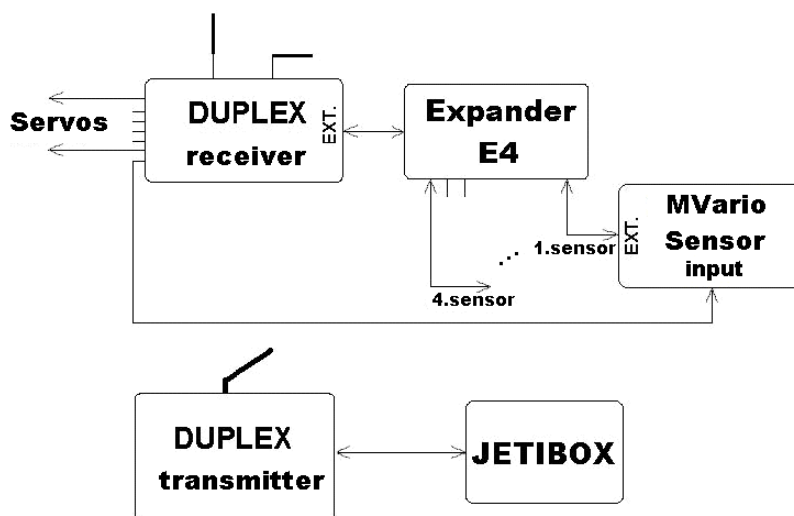 Servos
DUPLEX
receiver
EXT.
Expander
E4
MVario
Sensor
input
EXT.
1.sensor
...
4.sensor
DUPLEX
transmitter
JETIBOX